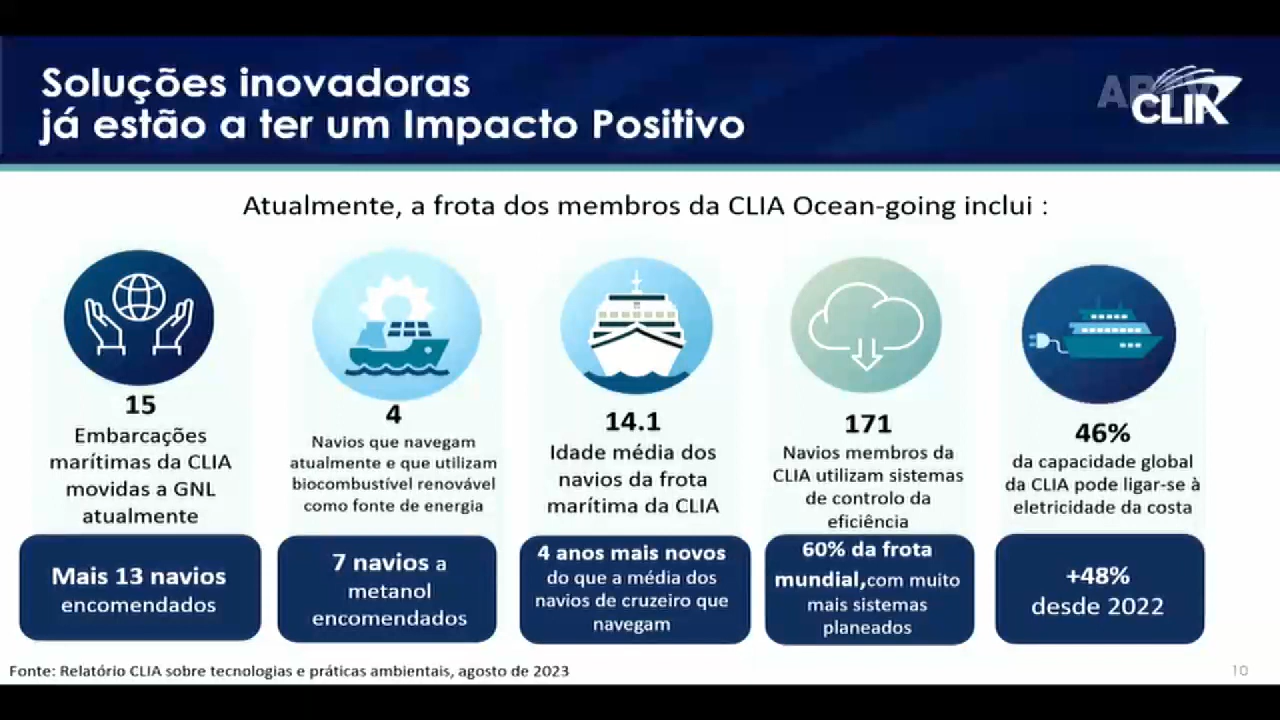 Soluções inovadoras
já estão a ter um Impacto Positivo
CLIA
Atualmente, a frota dos membros da CLIA Ocean-going inclui :
15
Embarcações
marítimas da CLIA
movidas a GNL
atualmente
Mais 13 navios
encomendados
4
Navios que navegam
atualmente e que utilizam
biocombustível renovável
como fonte de energia
7 navios a
metanol
encomendados
14.1
Idade média dos
navios da frota
marítima da CLIA
4 anos mais novos
do que a média dos
navios de cruzeiro que
navegam
171
Navios membros da
CLIA utilizam sistemas
de controlo da
eficiência
60% da frota
mundial,com muito
mais sistemas
planeados
46%
da capacidade global
da CLIA pode ligar-se à
eletricidade da costa
+48%
desde 2022
Fonte: Relatório CLIA sobre tecnologias e práticas ambientais, agosto de 2023
10